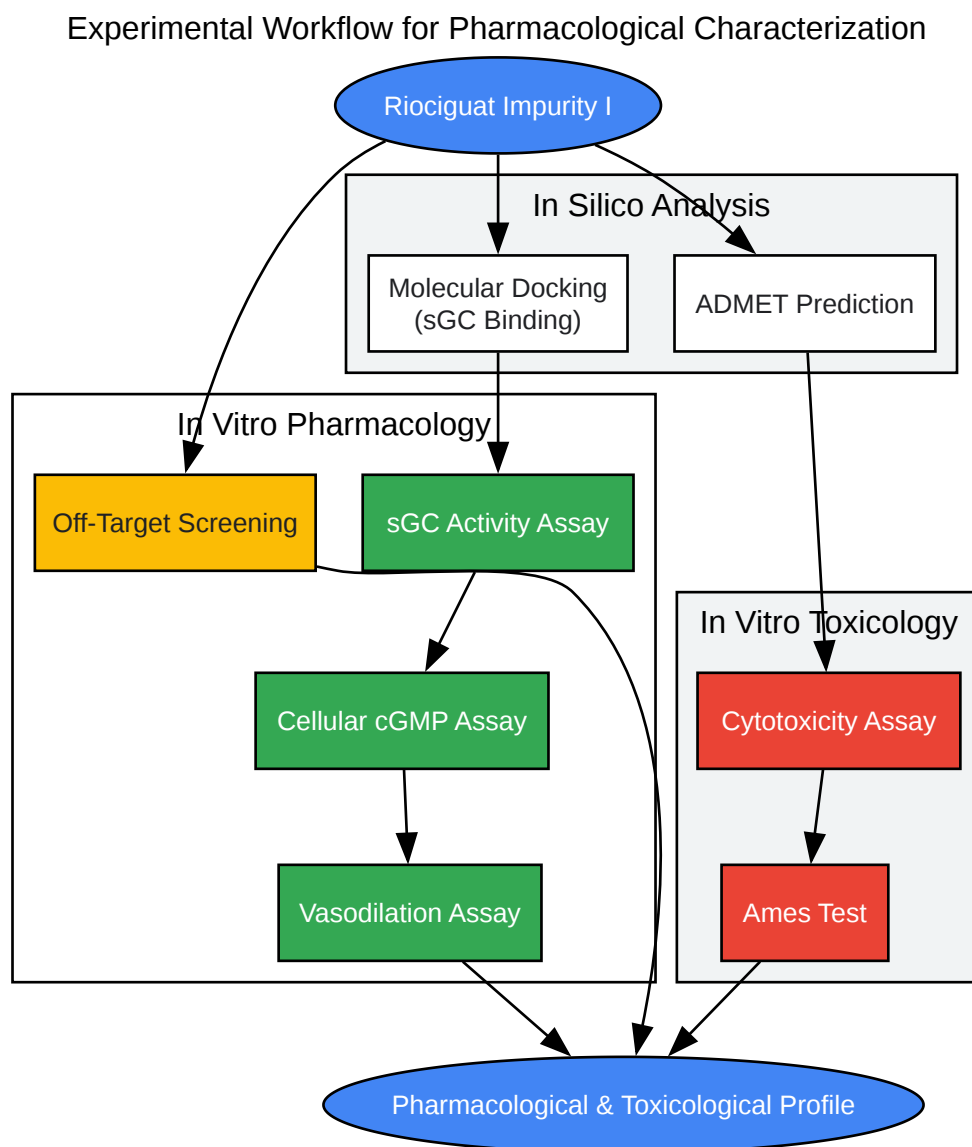 Experimental Workflow for Pharmacological Characterization
Riociguat Impurity I
In Silico Analysis
Molecular Docking
(sGC Binding)
ADMET Prediction
In Vitro Pharmacology
Off-Target Screening
sGC Activity Assay
In Vitro Toxicology
Cellular cGMP Assay
Cytotoxicity Assay
Vasodilation Assay
Ames Test
Pharmacological & Toxicological Profile